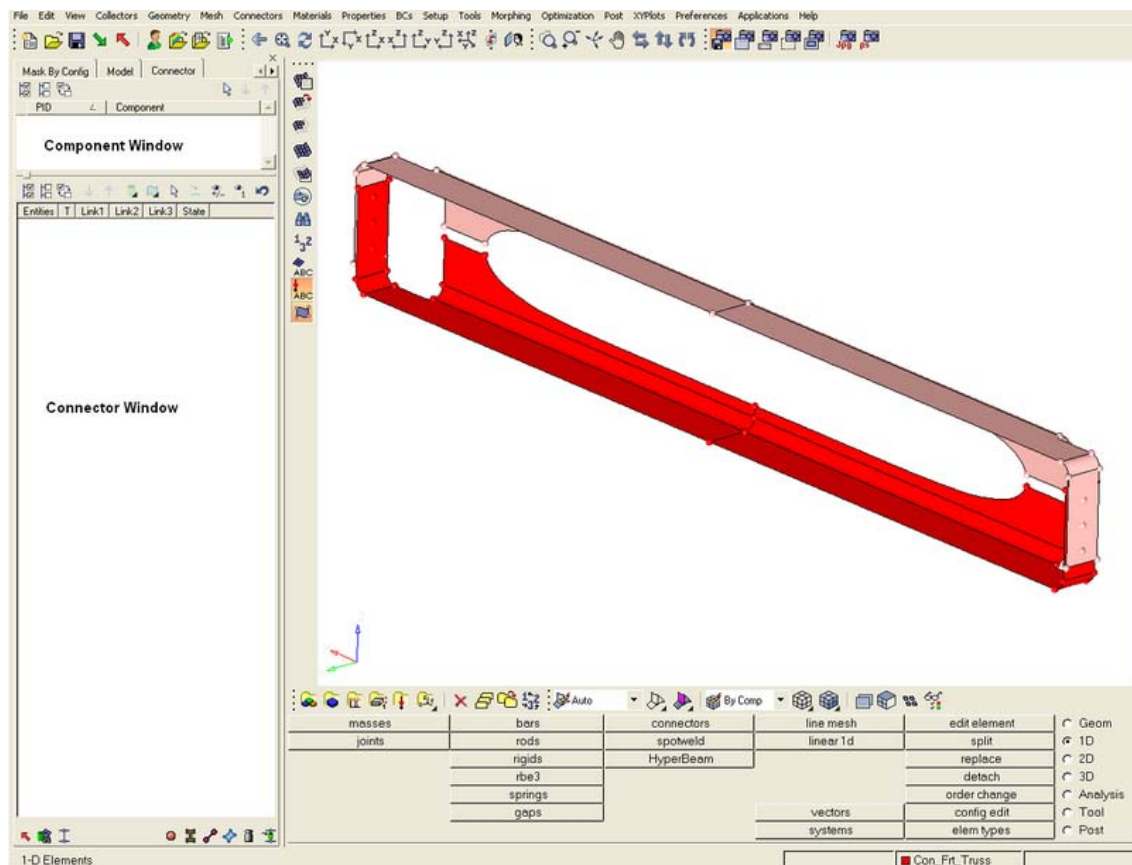 File Edit View Collectors Geometry Mesh Connectors Materials Properties BCs Setup Tools Morphing Optimization Post XYPlots Preferences Applications Help
Mask By Config Model Connector
PID Component
Component Window
Entities T Link1 Link2 Link3 State
Connector Window
ABC
ABC
Auto By Comp
masses bars connectors line mesh edit element Geom
joints rods spotweld linear 1d split 1D
rigids HyperBeam replace 2D
rbe3 detach 3D
springs order change Analysis
gaps vectors config edit Tool
systems elem types Post
1-D Elements Con_Frt_Truss